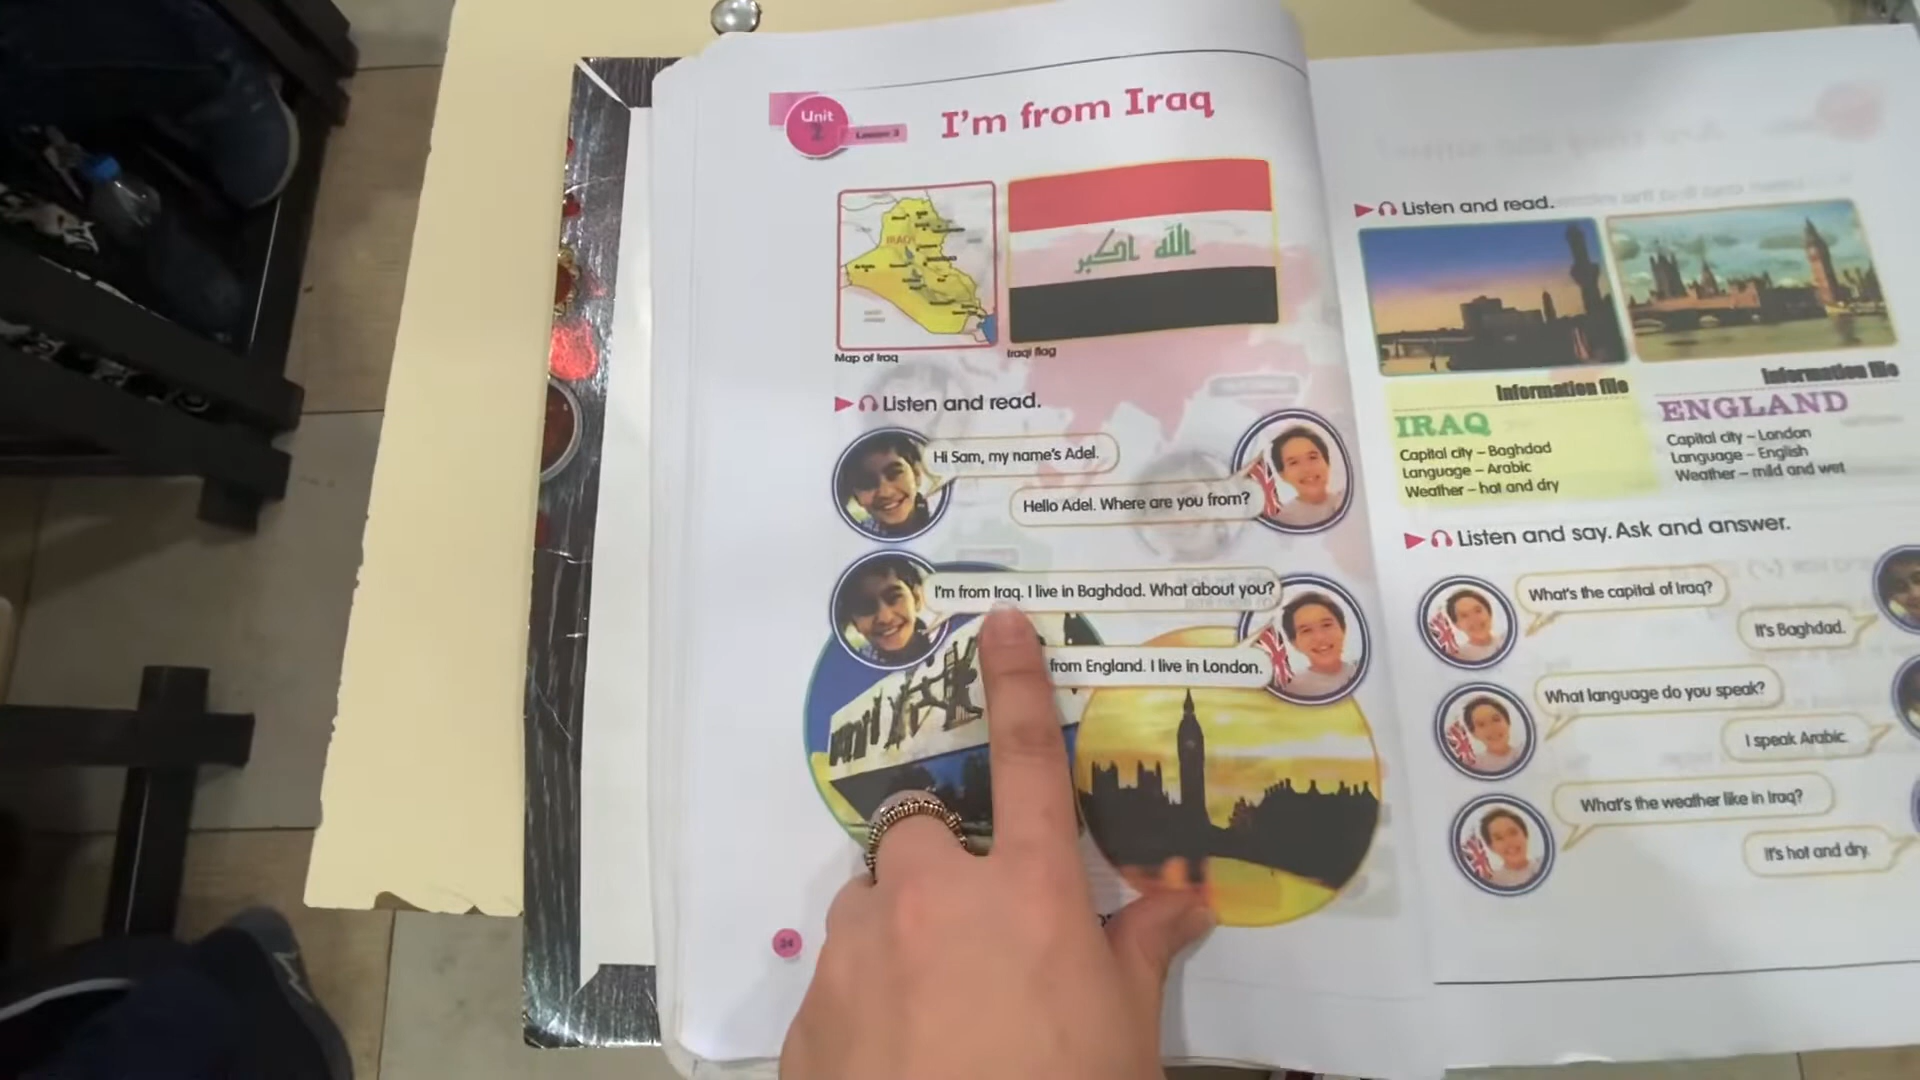 Unit
2
Lesson 3
I'm from Iraq
IRAQ
الله اكبر
Map of Iraq
Iraqi flag
Listen and read.
Hi Sam, my name's Adel.
Hello Adel. Where are you from?
I'm from Iraq. I live in Baghdad. What about you?
from England. I live in London.
24
Listen and read.
Information file
IRAQ
Capital city – Baghdad
Language – Arabic
Weather – hot and dry
Information file
ENGLAND
Capital city – London
Language – English
Weather – mild and wet
Listen and say. Ask and answer.
What's the capital of Iraq?
It's Baghdad.
What language do you speak?
I speak Arabic.
What's the weather like in Iraq?
It's hot and dry.